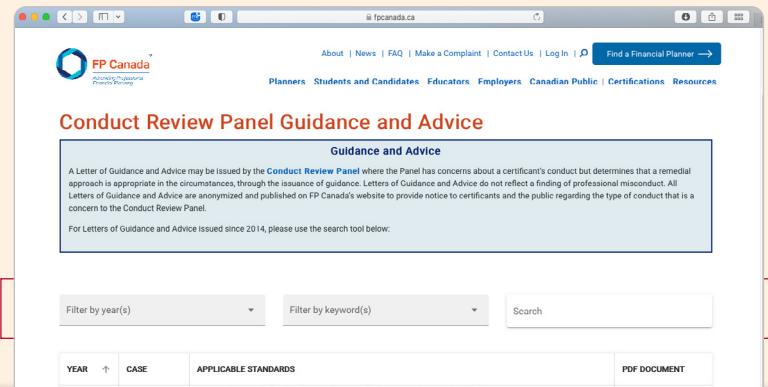 fpcanada.ca
FP Canada
Advancing Professional
Financial Planning
About | News | FAQ | Make a Complaint | Contact Us | Log In |
Find a Financial Planner →
Planners Students and Candidates Educators Employers Canadian Public | Certifications Resources
Conduct Review Panel Guidance and Advice
Guidance and Advice
A Letter of Guidance and Advice may be issued by the Conduct Review Panel where the Panel has concerns about a certificant's conduct but determines that a remedial
approach is appropriate in the circumstances, through the issuance of guidance. Letters of Guidance and Advice do not reflect a finding of professional misconduct. All
Letters of Guidance and Advice are anonymized and published on FP Canada's website to provide notice to certificants and the public regarding the type of conduct that is a
concern to the Conduct Review Panel.
For Letters of Guidance and Advice issued since 2014, please use the search tool below:
Filter by year(s) Filter by keyword(s) Search
YEAR ↑ CASE APPLICABLE STANDARDS PDF DOCUMENT